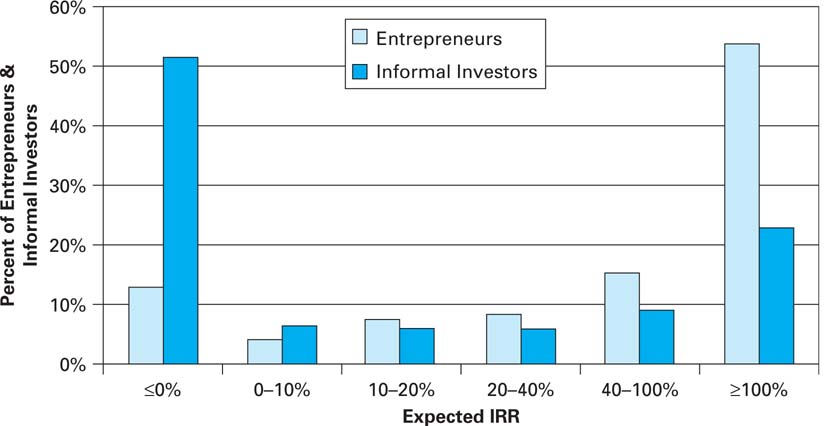 Percent of Entrepreneurs &
Informal Investors
60%
50%
40%
30%
20%
10%
0%
Entrepreneurs
Informal Investors
≤0%
0–10%
10–20%
20–40%
40–100%
≥100%
Expected IRR